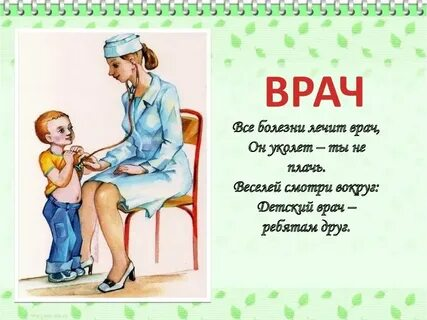 ВРАЧ
Все болезни лечит врач,
Он уколет – ты не
плачь.
Веселей смотри вокруг:
Детский врач –
ребятам друг.